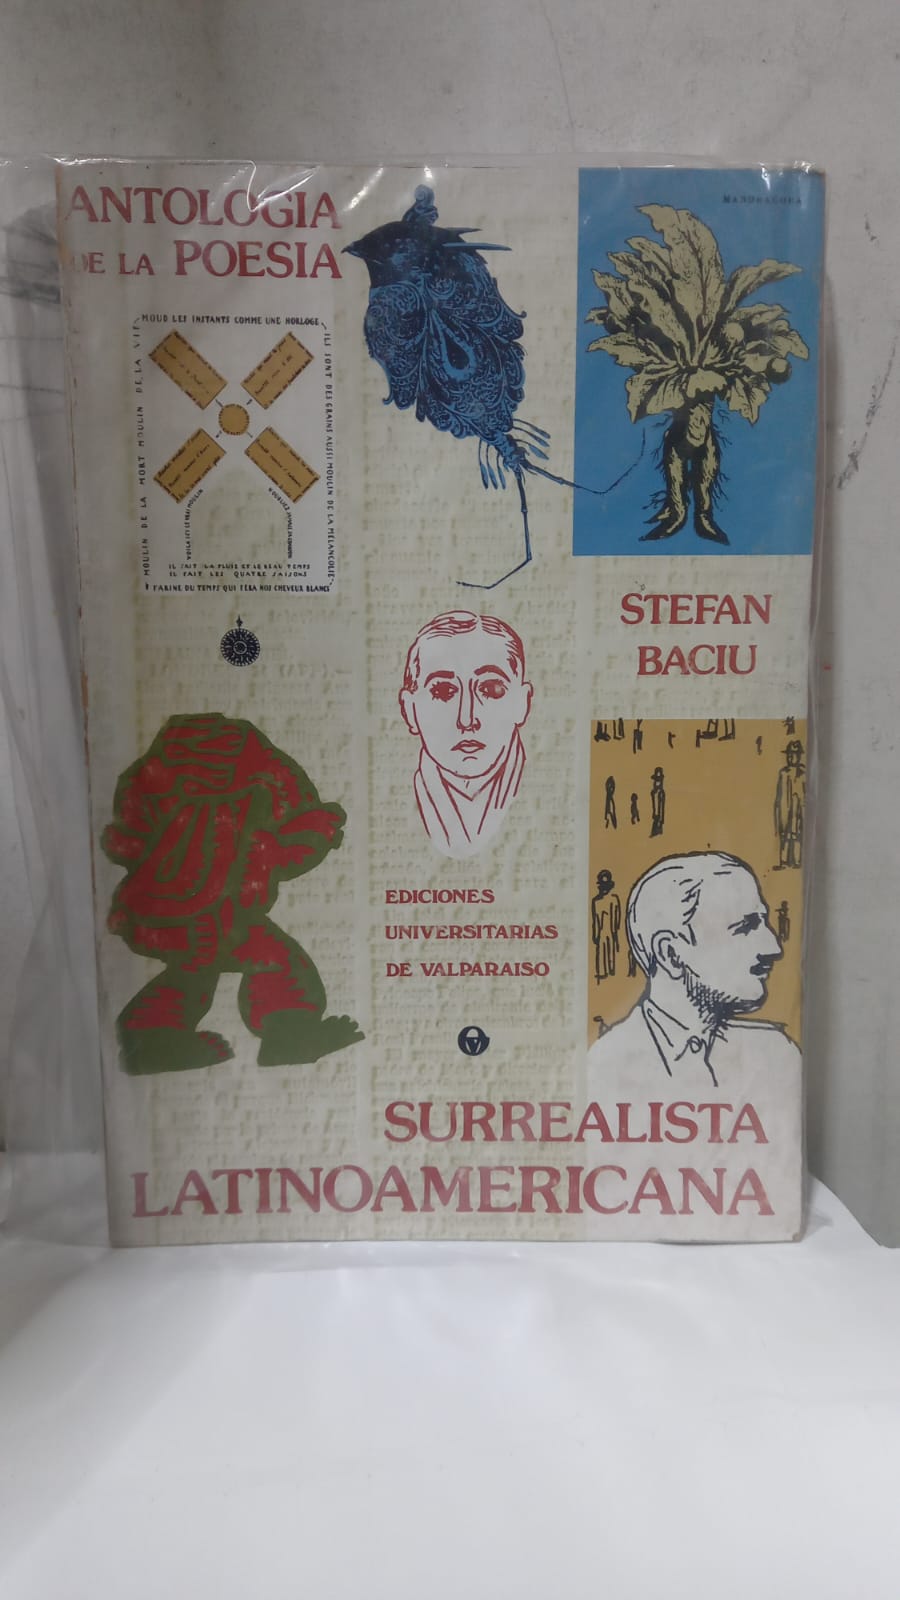 ANTOLOGIA
DE LA POESIA
MANDRAGORA
MOUD LES INSTANTS COMME UNE HORLOGE
ILS SONT DES GRAINS AUSSI MOULIN DE LA MÉLANCOLIE
MOULIN DE LA MORT MOULIN DE LA VIE
IL FAIT LA PLUIE ET LE BEAU TEMPS
IL FAIT LES QUATRE SAISONS
FARINE DU TEMPS QUI FERA NOS CHEVEUX BLANCS
STEFAN
BACIU
EDICIONES
UNIVERSITARIAS
DE VALPARAISO
SURREALISTA
LATINOAMERICANA